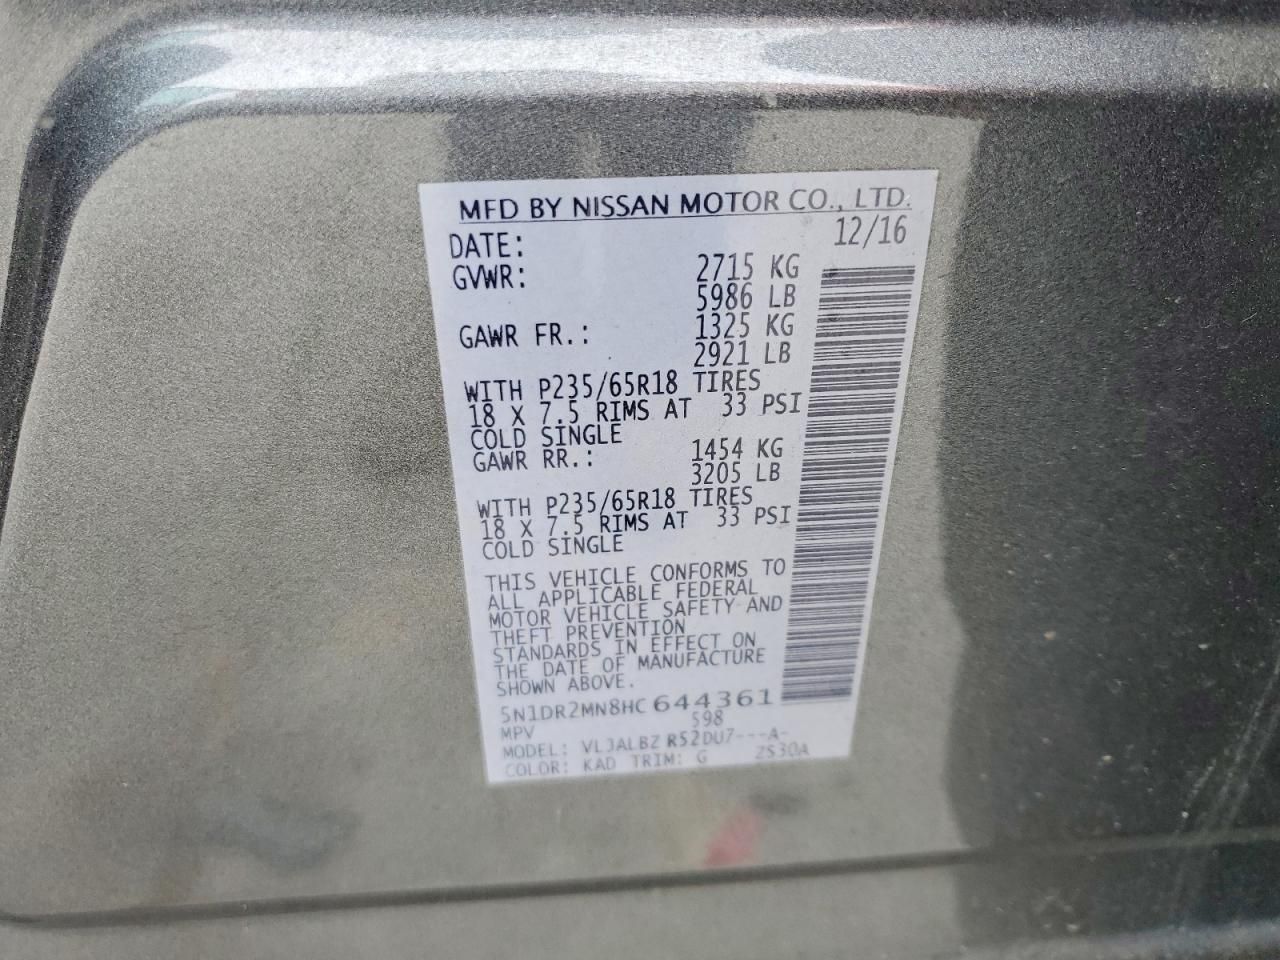 MFD BY NISSAN MOTOR CO., LTD.
DATE: 12/16
GVWR: 2715 KG
5986 LB
GAWR FR.: 1325 KG
2921 LB
WITH P235/65R18 TIRES
18 X 7.5 RIMS AT 33 PSI
COLD SINGLE
GAWR RR.: 1454 KG
3205 LB
WITH P235/65R18 TIRES
18 X 7.5 RIMS AT 33 PSI
COLD SINGLE
THIS VEHICLE CONFORMS TO
ALL APPLICABLE FEDERAL
MOTOR VEHICLE SAFETY AND
THEFT PREVENTION
STANDARDS IN EFFECT ON
THE DATE OF MANUFACTURE
SHOWN ABOVE.
5N1DR2MN8HC644361
MPV 598
MODEL: VLJALBZ R52DU7---A-
COLOR: KAD TRIM: G ZS30A